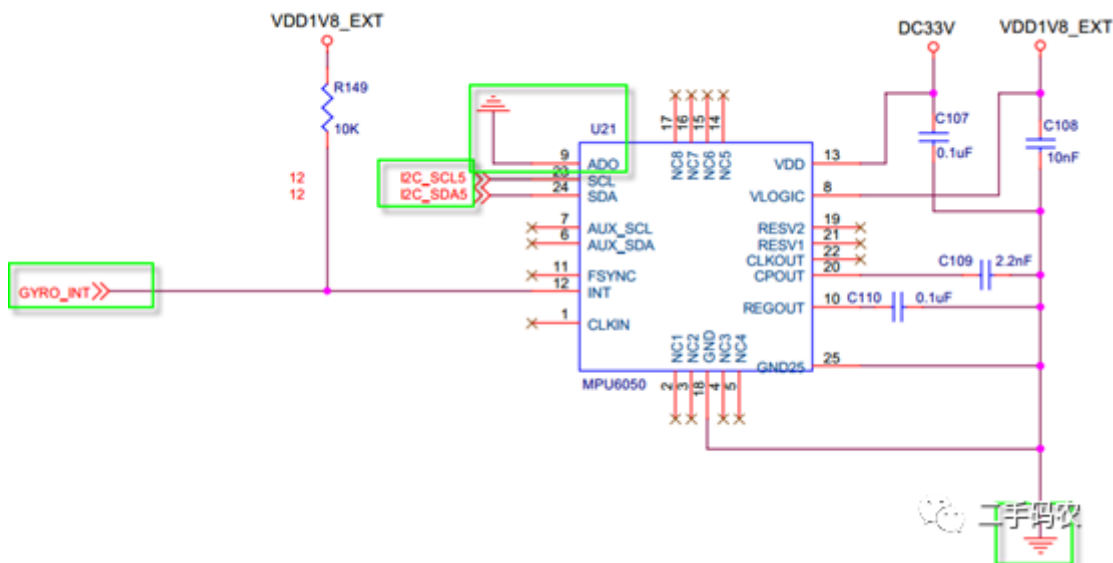 VDD1V8_EXT
DC33V
VDD1V8_EXT
R149
10K
U21
17
16
15
14
NC8
NC7
NC6
NC5
C107
0.1uF
C108
10nF
9
ADO
VDD
13
12
I2C_SCL5
23
SCL
12
I2C_SDA5
24
SDA
VLOGIC
8
7
AUX_SCL
RESV2
19
6
AUX_SDA
RESV1
21
CLKOUT
22
11
FSYNC
CPOUT
20
C109
2.2nF
GYRO_INT
12
INT
REGOUT
10
C110
0.1uF
1
CLKIN
NC1
NC2
GND
NC3
NC4
GND25
25
MPU6050
2
3
18
4
5
二手码农